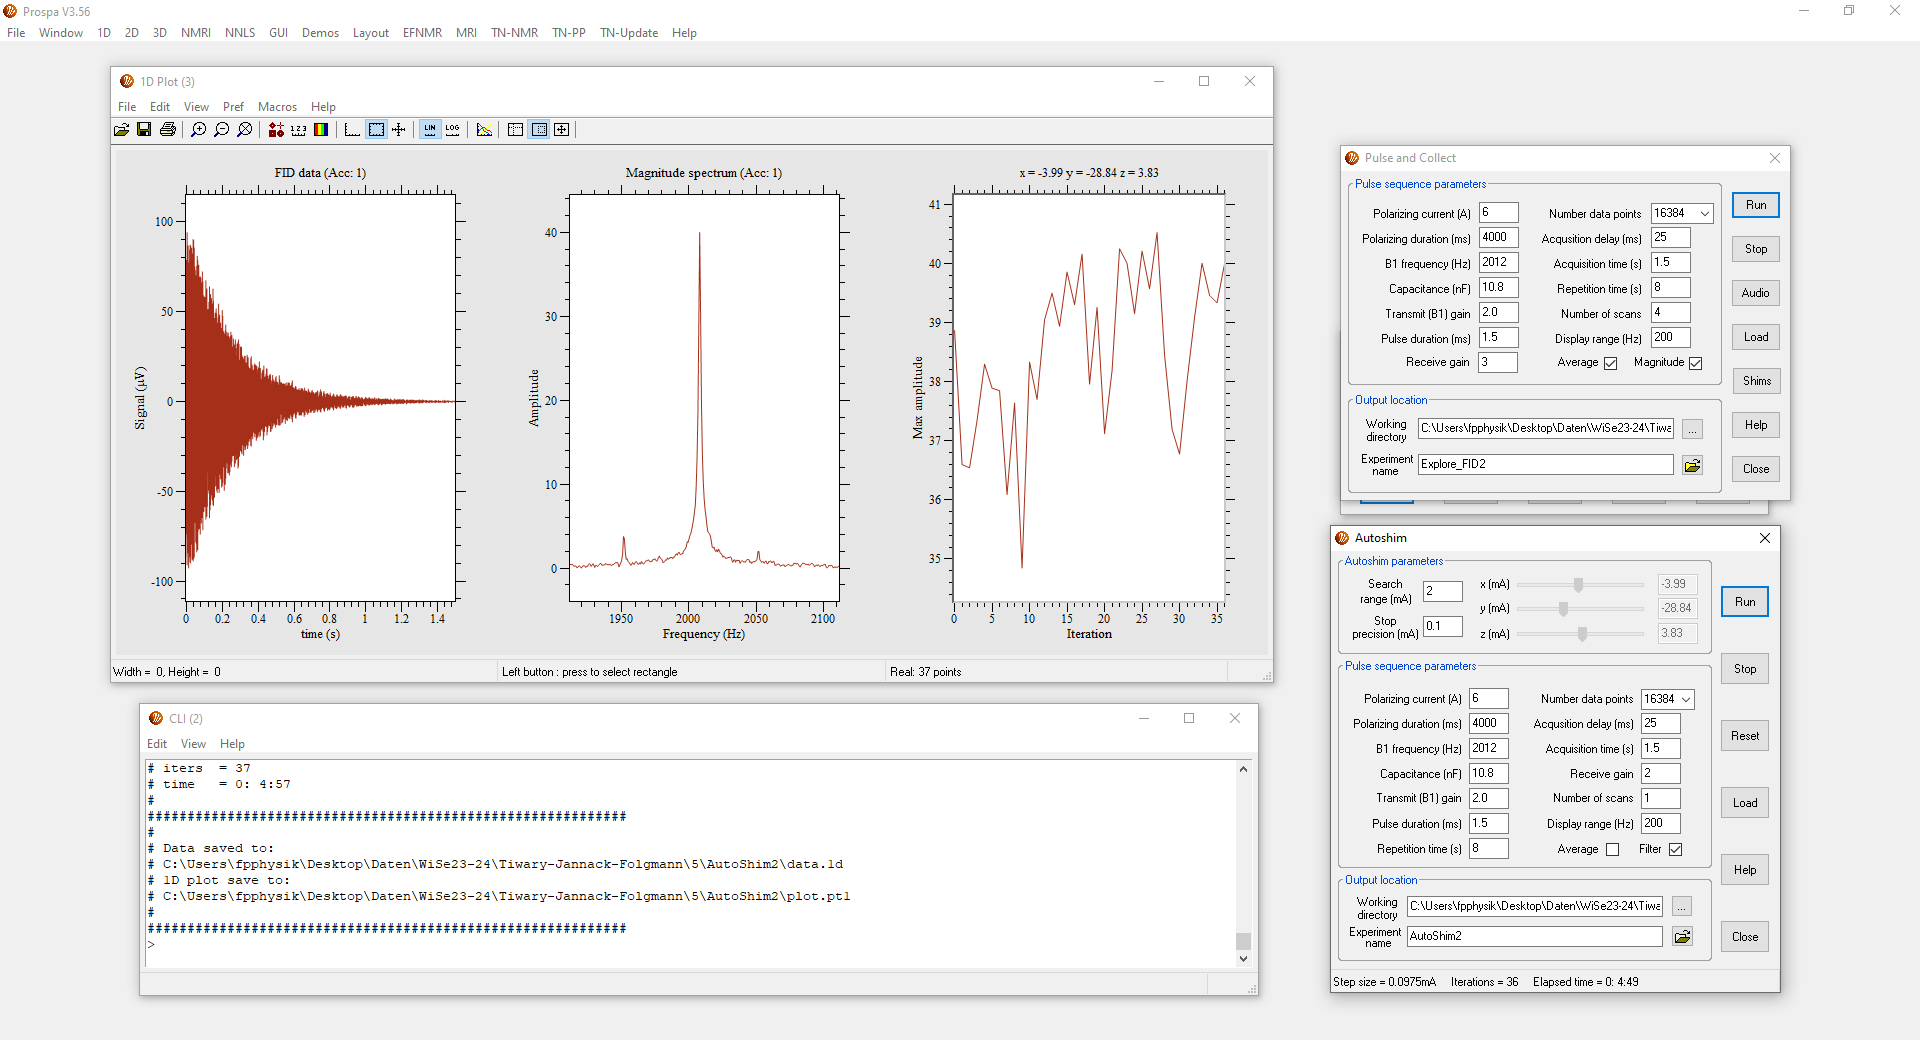 Prospa V3.56
File Window 1D 2D 3D NMRI NNLS GUI Demos Layout EFNMR MRI TN-NMR TN-PP TN-Update Help
1D Plot (3)
File Edit View Pref Macros Help
1 2 3 LIN LOG
FID data (Acc: 1)
100
50
0
-50
-100
Signal (µV)
0 0.2 0.4 0.6 0.8 1 1.2 1.4
time (s)
Magnitude spectrum (Acc: 1)
40
30
20
10
0
Amplitude
1950 2000 2050 2100
Frequency (Hz)
x = -3.99 y = -28.84 z = 3.83
41
40
39
38
37
36
35
Max amplitude
0 5 10 15 20 25 30 35
Iteration
Width = 0, Height = 0
Left button : press to select rectangle
Real: 37 points
CLI (2)
Edit View Help
# iters = 37
# time = 0: 4:57
#
############################################################
#
# Data saved to:
# C:\Users\fpphysik\Desktop\Daten\WiSe23-24\Tiwary-Jannack-Folgmann\5\AutoShim2\data.1d
# 1D plot save to:
# C:\Users\fpphysik\Desktop\Daten\WiSe23-24\Tiwary-Jannack-Folgmann\5\AutoShim2\plot.pt1
#
############################################################
>
Pulse and Collect
Pulse sequence parameters
Polarizing current (A) 6 Number data points 16384
Polarizing duration (ms) 4000 Acqusition delay (ms) 25
B1 frequency (Hz) 2012 Acquisition time (s) 1.5
Capacitance (nF) 10.8 Repetition time (s) 8
Transmit (B1) gain 2.0 Number of scans 4
Pulse duration (ms) 1.5 Display range (Hz) 200
Receive gain 3 Average Magnitude
Output location
Working directory C:\Users\fpphysik\Desktop\Daten\WiSe23-24\Tiwa ...
Experiment name Explore_FID2
Run
Stop
Audio
Load
Shims
Help
Close
Autoshim
Autoshim parameters
Search range (mA) 2
Stop precision (mA) 0.1
x (mA) -3.99
y (mA) -28.84
z (mA) 3.83
Pulse sequence parameters
Polarizing current (A) 6 Number data points 16384
Polarizing duration (ms) 4000 Acqusition delay (ms) 25
B1 frequency (Hz) 2012 Acquisition time (s) 1.5
Capacitance (nF) 10.8 Receive gain 2
Transmit (B1) gain 2.0 Number of scans 1
Pulse duration (ms) 1.5 Display range (Hz) 200
Repetition time (s) 8 Average Filter
Output location
Working directory C:\Users\fpphysik\Desktop\Daten\WiSe23-24\Tiwa ...
Experiment name AutoShim2
Run
Stop
Reset
Load
Help
Close
Step size = 0.0975mA Iterations = 36 Elapsed time = 0: 4:49